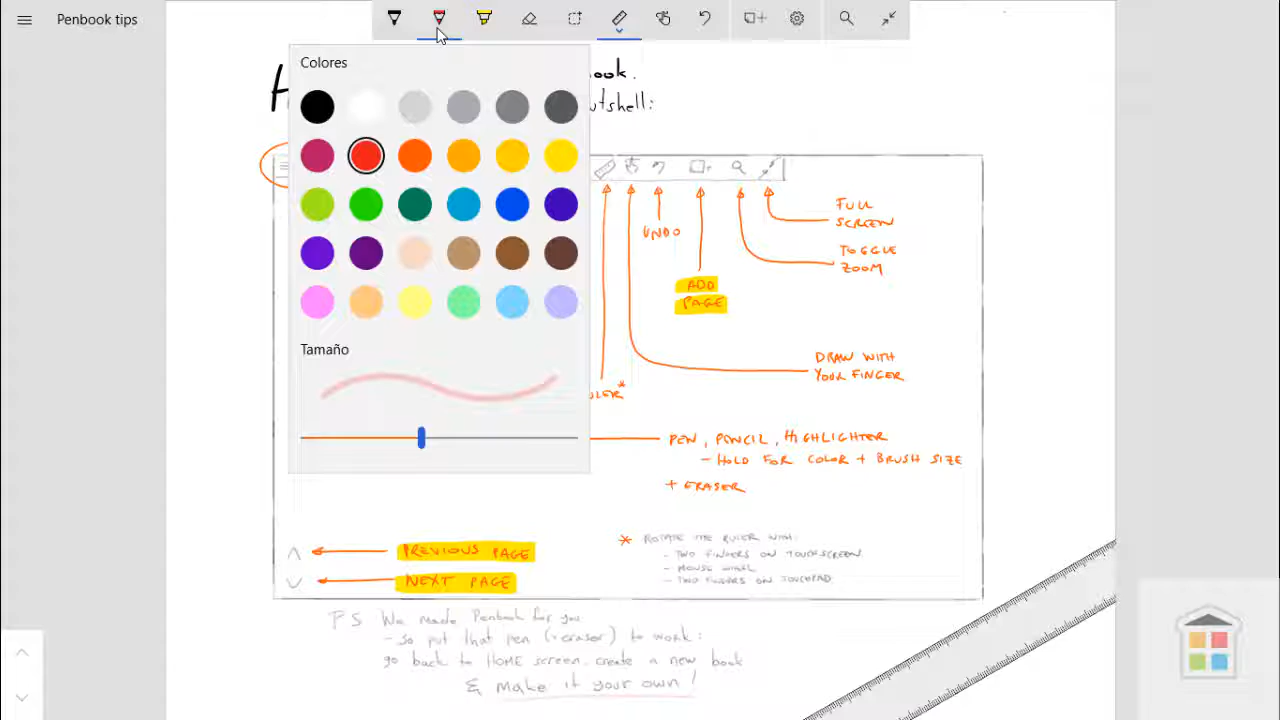 Penbook tips
Colores
ook.
utshell:
FULL
SCREEN
UNDO
TOGGLE
ZOOM
ADD
PAGE
DRAW WITH
YOUR FINGER
ULER*
PEN, PENCIL, HIGHLIGHTER
- HOLD FOR COLOR + BRUSH SIZE
+ ERASER
Tamaño
PREVIOUS PAGE
NEXT PAGE
* ROTATE THE RULER WITH:
- TWO FINGERS ON TOUCHSCREEN
- MOUSE WHEEL
- TWO FINGERS ON TOUCHPAD
PS We made Penbook for you
- so put that pen (+eraser) to work:
go back to HOME screen, create a new book
& make it your own!